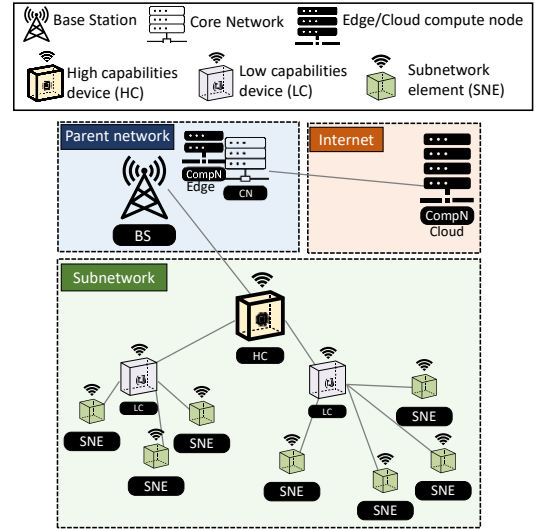 Base Station
Core Network
Edge/Cloud compute node
High capabilities
device (HC)
Low capabilities
device (LC)
Subnetwork
element (SNE)
Parent network
Internet
CompN
Edge
CN
BS
CompN
Cloud
Subnetwork
HC
LC
LC
SNE
SNE
SNE
SNE
SNE
SNE
SNE